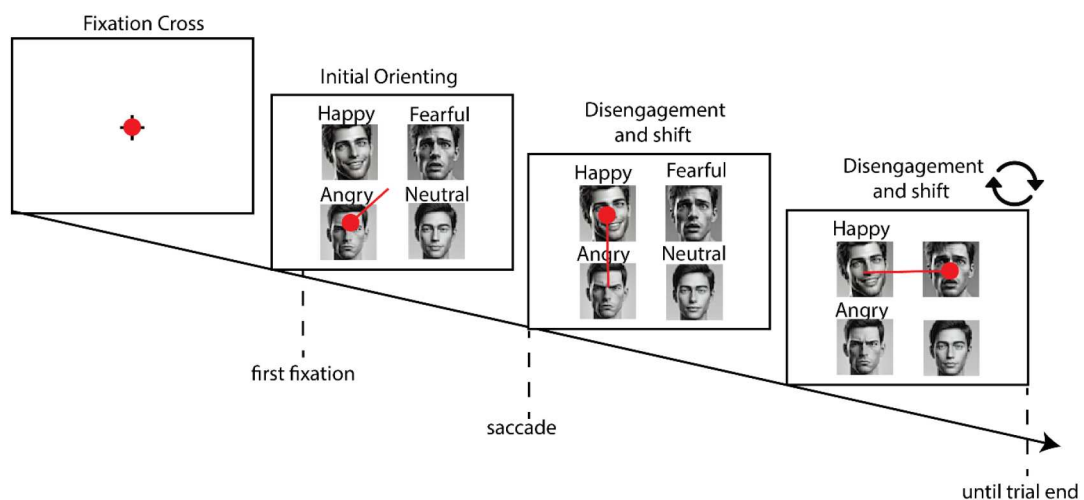 Fixation Cross
Initial Orienting
Happy Fearful
Angry Neutral
Disengagement
and shift
Happy Fearful
Angry Neutral
Disengagement
and shift
Happy
Angry
first fixation
saccade
until trial end